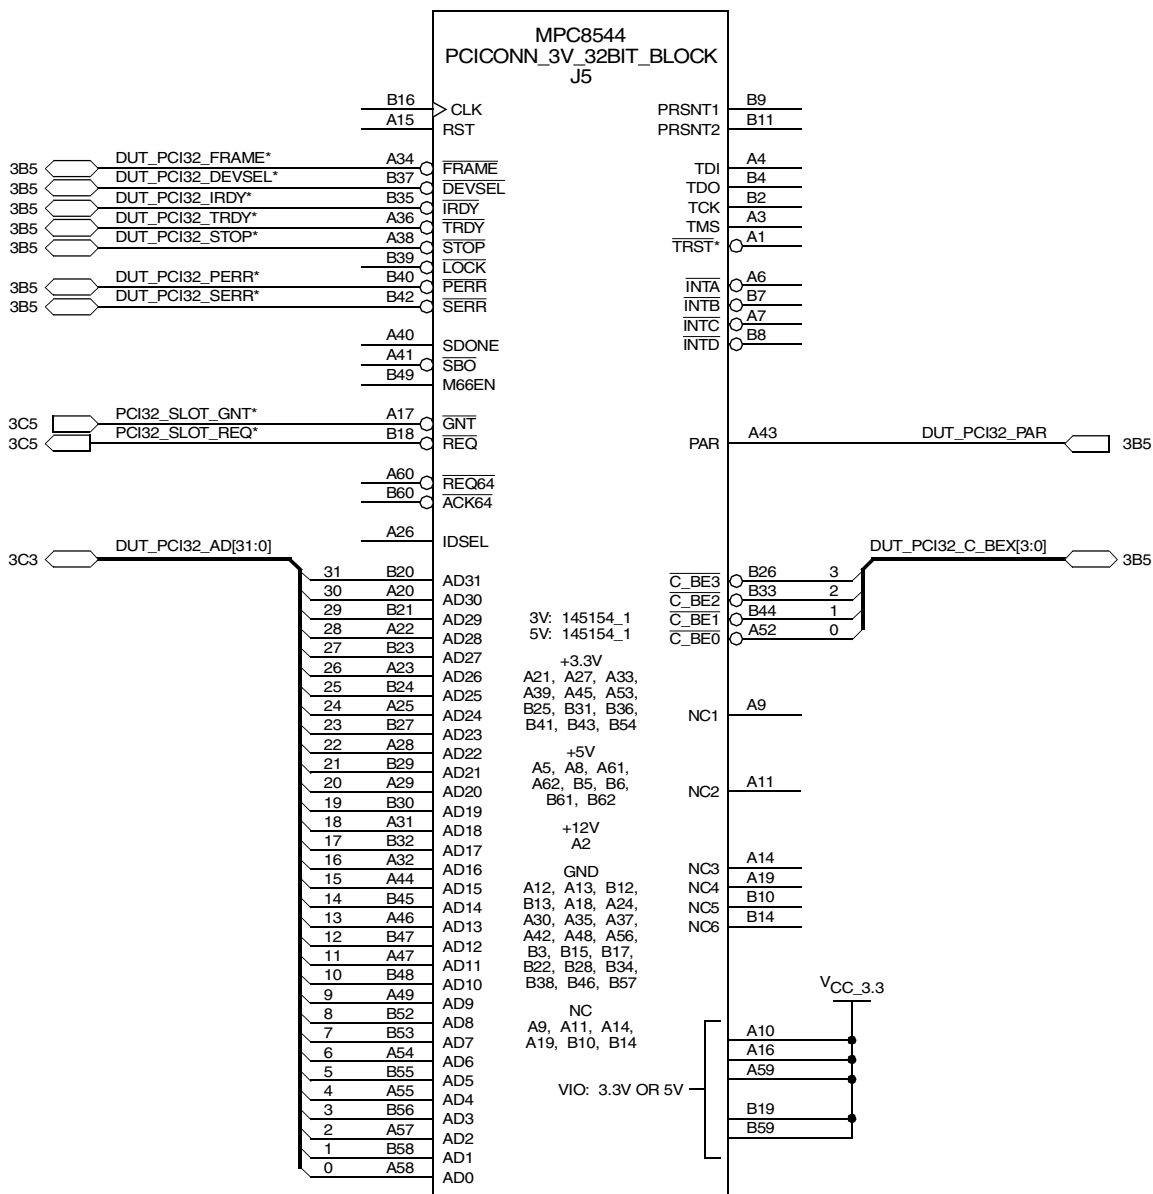 MPC8544
PCICONN_3V_32BIT_BLOCK
J5
B16 CLK PRSNT1 B9
A15 RST PRSNT2 B11
3B5 DUT_PCI32_FRAME* A34 FRAME TDI A4
3B5 DUT_PCI32_DEVSEL* B37 DEVSEL TDO B4
3B5 DUT_PCI32_IRDY* B35 IRDY TCK B2
3B5 DUT_PCI32_TRDY* A36 TRDY TMS A3
3B5 DUT_PCI32_STOP* A38 STOP TRST* A1
B39 LOCK
3B5 DUT_PCI32_PERR* B40 PERR INTA A6
3B5 DUT_PCI32_SERR* B42 SERR INTB B7
INTC A7
A40 SDONE INTD B8
A41 SBO
B49 M66EN
3C5 PCI32_SLOT_GNT* A17 GNT
3C5 PCI32_SLOT_REQ* B18 REQ PAR A43 DUT_PCI32_PAR 3B5
A60 REQ64
B60 ACK64
A26 IDSEL
3C3 DUT_PCI32_AD[31:0] DUT_PCI32_C_BEX[3:0] 3B5
31 B20 AD31 C_BE3 B26 3
30 A20 AD30 C_BE2 B33 2
29 B21 AD29 3V: 145154_1 C_BE1 B44 1
28 A22 AD28 5V: 145154_1 C_BE0 A52 0
27 B23 AD27 +3.3V
26 A23 AD26 A21, A27, A33,
25 B24 AD25 A39, A45, A53,
24 A25 AD24 B25, B31, B36, NC1 A9
23 B27 AD23 B41, B43, B54
22 A28 AD22 +5V
21 B29 AD21 A5, A8, A61,
20 A29 AD20 A62, B5, B6, NC2 A11
19 B30 AD19 B61, B62
18 A31 AD18 +12V
17 B32 AD17 A2
16 A32 AD16 GND NC3 A14
15 A44 AD15 A12, A13, B12, NC4 A19
14 B45 AD14 B13, A18, A24, NC5 B10
13 A46 AD13 A30, A35, A37, NC6 B14
12 B47 AD12 A42, A48, A56,
11 A47 AD11 B3, B15, B17,
B22, B28, B34,
10 B48 AD10 B38, B46, B57 VCC_3.3
9 A49 AD9 NC
8 B52 AD8 A9, A11, A14,
7 B53 AD7 A19, B10, B14 A10
6 A54 AD6 A16
5 B55 AD5 A59
4 A55 AD4 VIO: 3.3V OR 5V
3 B56 AD3 B19
2 A57 AD2 B59
1 B58 AD1
0 A58 AD0